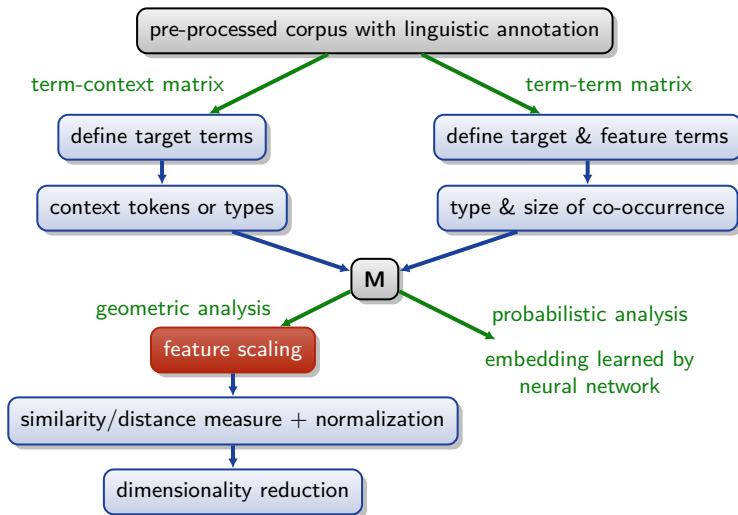 pre-processed corpus with linguistic annotation
term-context matrix
term-term matrix
define target terms
define target & feature terms
context tokens or types
type & size of co-occurrence
M
geometric analysis
probabilistic analysis
feature scaling
embedding learned by
neural network
similarity/distance measure + normalization
dimensionality reduction